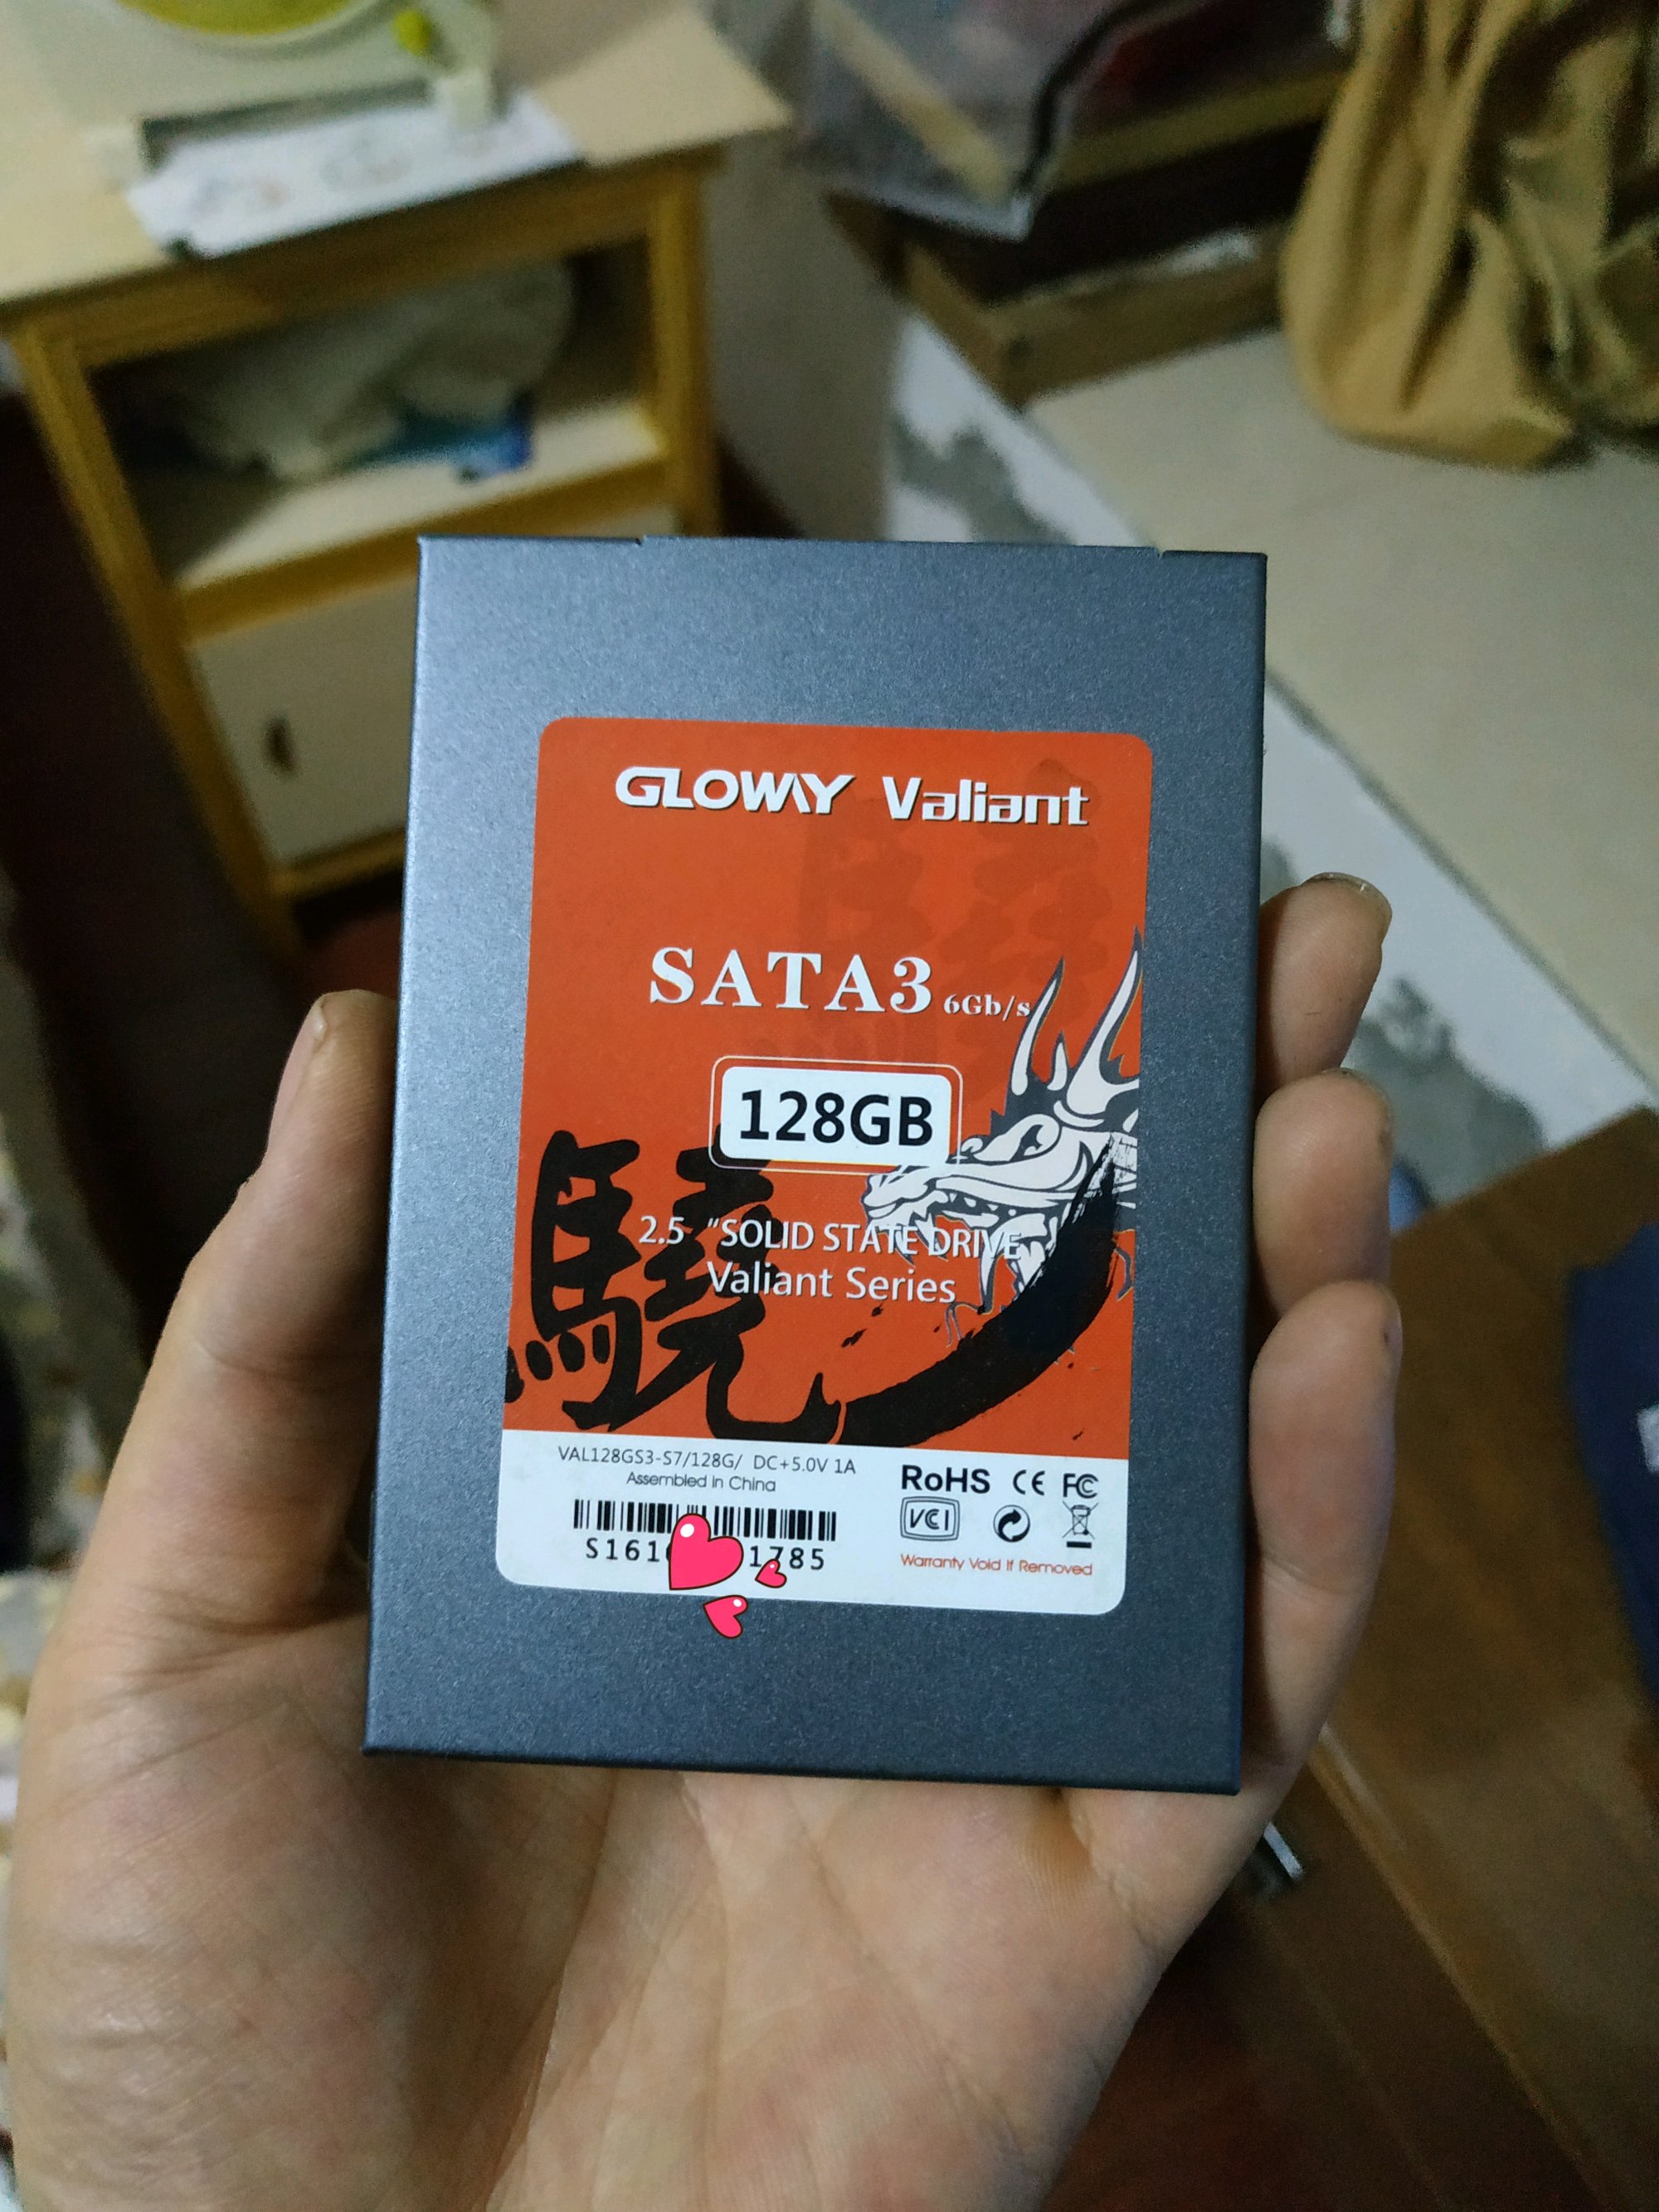 GLOWAY Valiant
SATA3 6Gb/s
128GB
2.5 "SOLID STATE DRIVE
Valiant Series
驍
VAL128GS3-S7/128G/ DC+5.0V 1A
Assembled in China
RoHS CE FC
VCI
Warranty Void If Removed